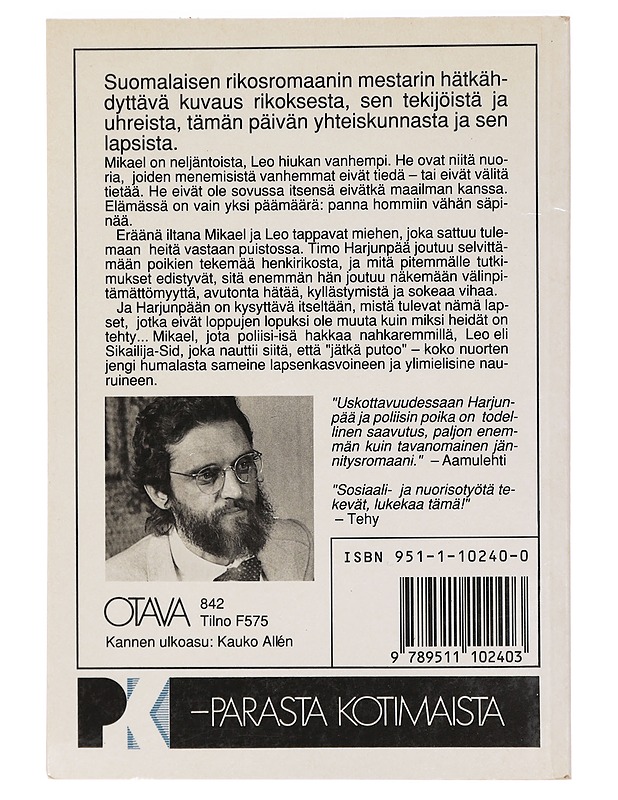 Suomalaisen rikosromaanin mestarin hätkäh-
dyttävä kuvaus rikoksesta, sen tekijöistä ja
uhreista, tämän päivän yhteiskunnasta ja sen
lapsista.
Mikael on neljäntoista, Leo hiukan vanhempi. He ovat niitä nuo-
ria, joiden menemisistä vanhemmat eivät tiedä – tai eivät välitä
tietää. He eivät ole sovussa itsensä eivätkä maailman kanssa.
Elämässä on vain yksi päämäärä: panna hommiin vähän säpi-
nää.
Eräänä iltana Mikael ja Leo tappavat miehen, joka sattuu tule-
maan heitä vastaan puistossa. Timo Harjunpää joutuu selvittä-
mään poikien tekemää henkirikosta, ja mitä pitemmälle tutki-
mukset edistyvät, sitä enemmän hän joutuu näkemään välinpi-
tämättömyyttä, avutonta hätää, kyllästymistä ja sokeaa vihaa.
Ja Harjunpään on kysyttävä itseltään, mistä tulevat nämä lap-
set, jotka eivät loppujen lopuksi ole muuta kuin miksi heidät on
tehty... Mikael, jota poliisi-isä hakkaa nahkaremmillä, Leo eli
Sikailija-Sid, joka nauttii siitä, että "jätkä putoo" – koko nuorten
jengi humalasta sameine lapsenkasvoineen ja ylimielisine nau-
ruineen.
"Uskottavuudessaan Harjun-
pää ja poliisin poika on todel-
linen saavutus, paljon enem-
män kuin tavanomainen jän-
nitysromaani." – Aamulehti
"Sosiaali- ja nuorisotyötä te-
kevät, lukekaa tämä!"
– Tehy
ISBN 951-1-10240-0
9 789511 102403
OTAVA 842
Tilno F575
Kannen ulkoasu: Kauko Allén
PK –PARASTA KOTIMAISTA